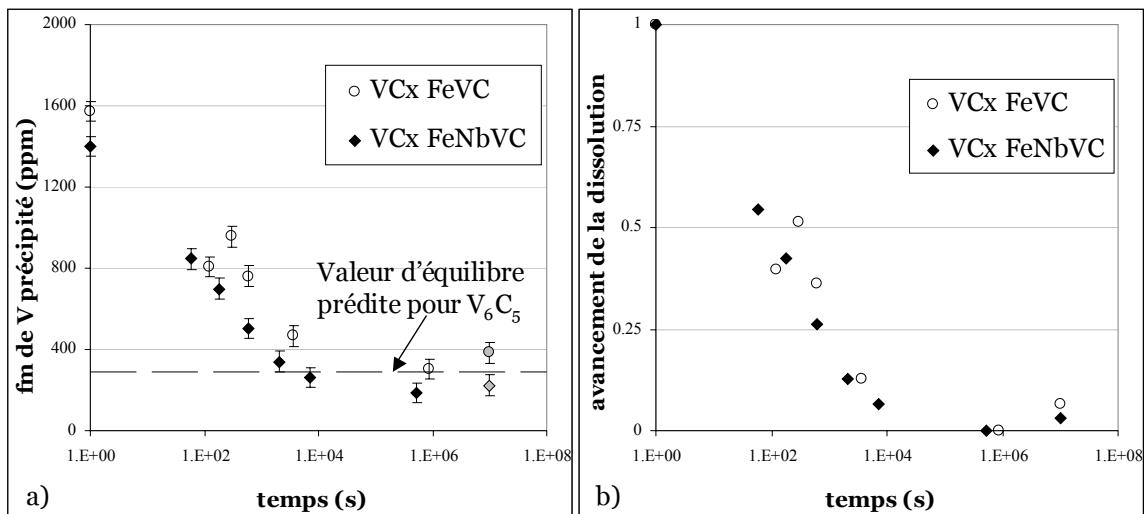 2000
1600
1200
800
400
0
1.E+00
1.E+02
1.E+04
1.E+06
1.E+08
fm de V précipité (ppm)
temps (s)
VCx FeVC
VCx FeNbVC
Valeur d’équilibre
prédite pour V6C5
a)
1
0.75
0.5
0.25
0
1.E+00
1.E+02
1.E+04
1.E+06
1.E+08
avancement de la dissolution
temps (s)
VCx FeVC
VCx FeNbVC
b)